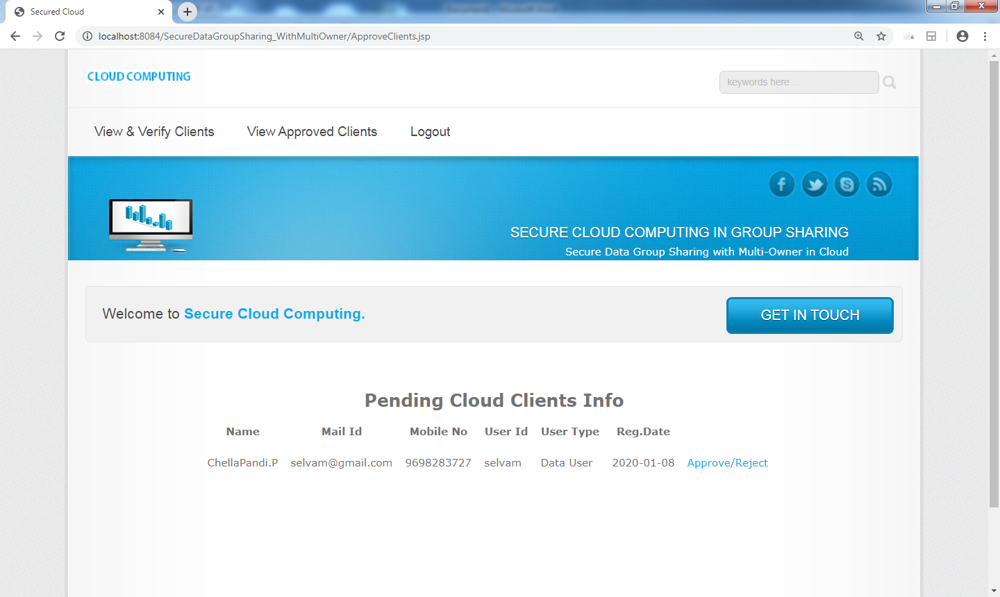 Secured Cloud
localhost:8084/SecureDataGroupSharing_WithMultiOwner/ApproveClients.jsp
CLOUD COMPUTING
keywords here ...
View & Verify Clients View Approved Clients Logout
SECURE CLOUD COMPUTING IN GROUP SHARING
Secure Data Group Sharing with Multi-Owner in Cloud
Welcome to Secure Cloud Computing.
GET IN TOUCH
Pending Cloud Clients Info
Name Mail Id Mobile No User Id User Type Reg.Date
ChellaPandi.P selvam@gmail.com 9698283727 selvam Data User 2020-01-08 Approve/Reject